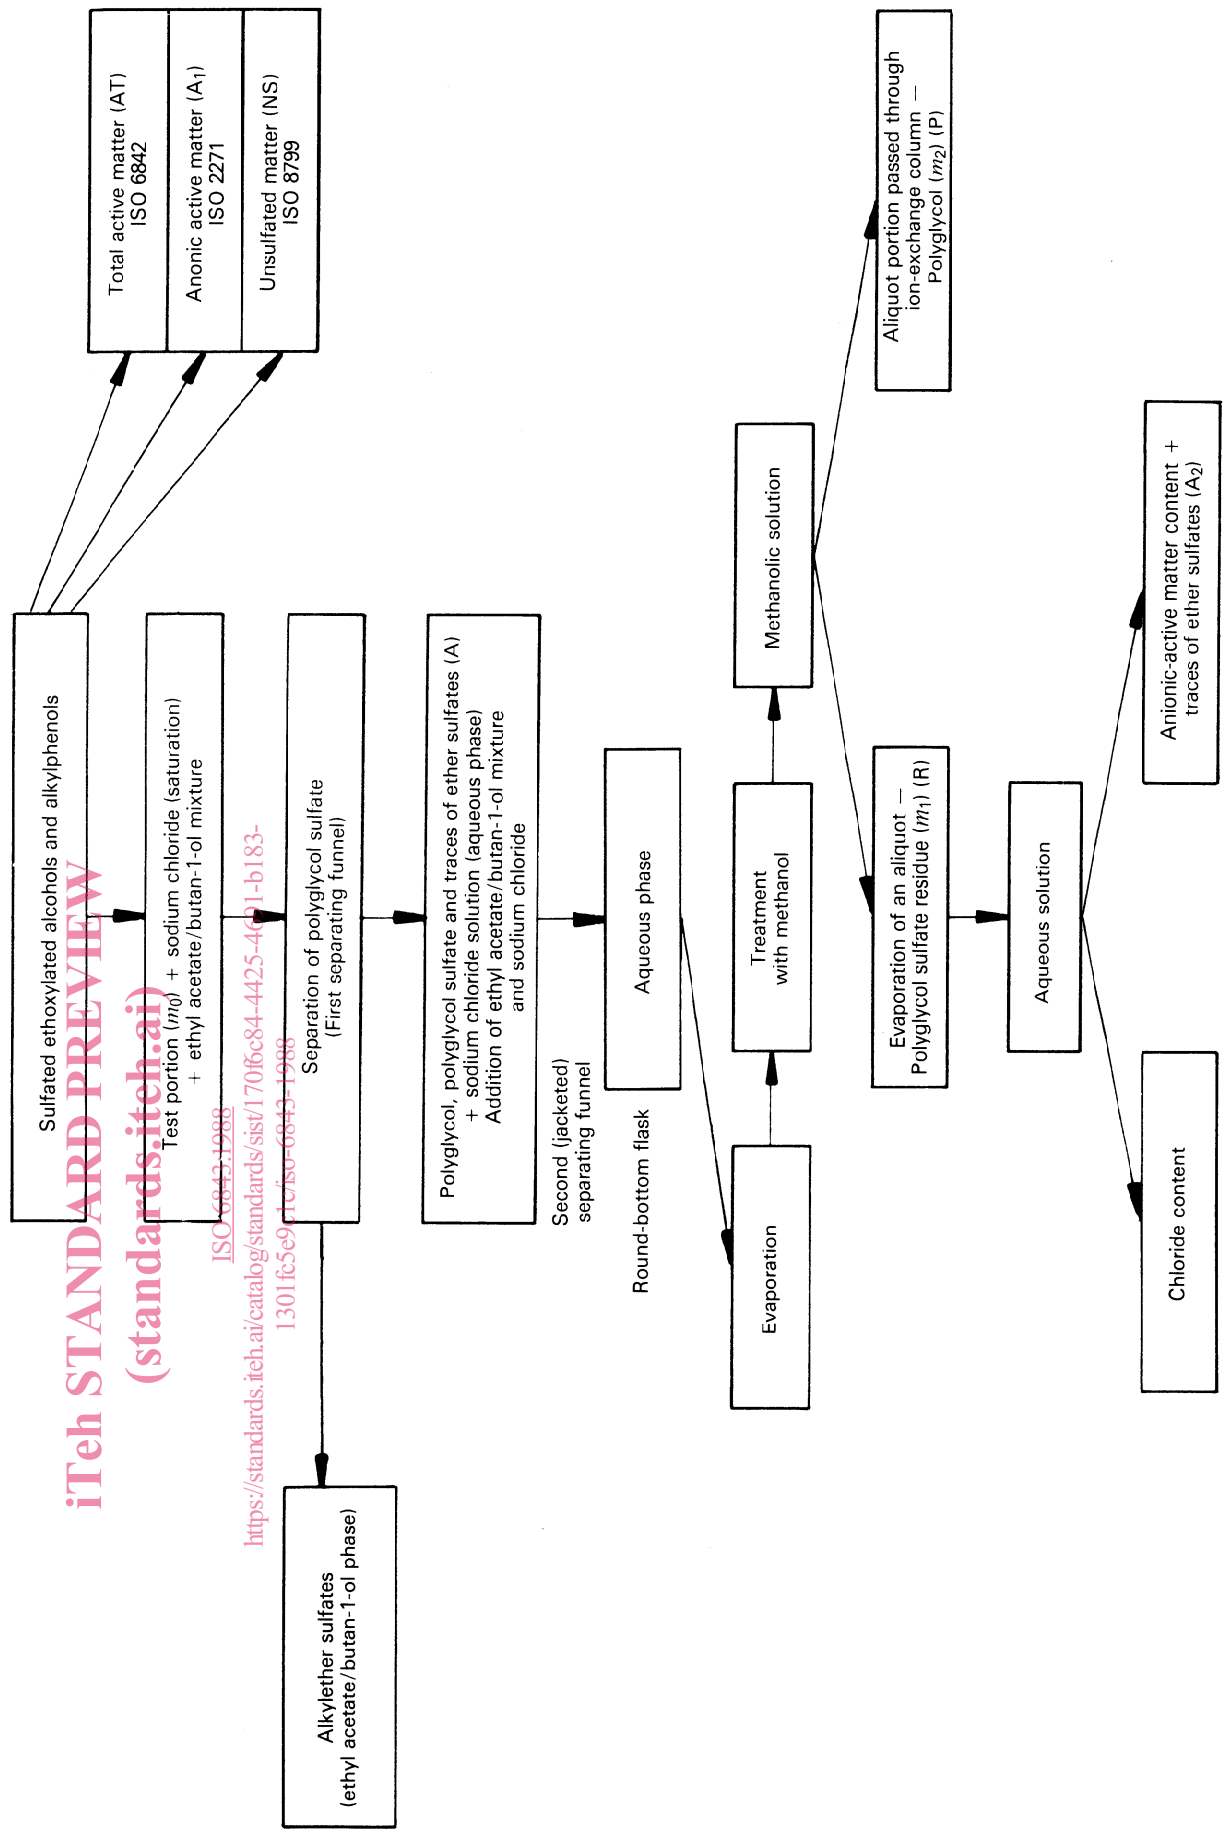 Sulfated ethoxylated alcohols and alkylphenols
Total active matter (AT)
ISO 6842
Anonic active matter (A1)
ISO 2271
Unsulfated matter (NS)
ISO 8799
Test portion (m0) + sodium chloride (saturation)
+ ethyl acetate/butan-1-ol mixture
Separation of polyglycol sulfate
(First separating funnel)
Alkylether sulfates
(ethyl acetate/butan-1-ol phase)
Polyglycol, polyglycol sulfate and traces of ether sulfates (A)
+ sodium chloride solution (aqueous phase)
Addition of ethyl acetate/butan-1-ol mixture
and sodium chloride
Second (jacketed)
separating funnel
Aqueous phase
Round-bottom flask
Evaporation
Treatment
with methanol
Methanolic solution
Evaporation of an aliquot —
Polyglycol sulfate residue (m1) (R)
Aliquot portion passed through
ion-exchange column —
Polyglycol (m2) (P)
Aqueous solution
Chloride content
Anionic-active matter content +
traces of ether sulfates (A2)
iTeh STANDARD PREVIEW
(standards.iteh.ai)
ISO 6843:1988
https://standards.iteh.ai/catalog/standards/sist/170f6c84-4425-4691-b183-
1301fc5e9c1c/iso-6843-1988